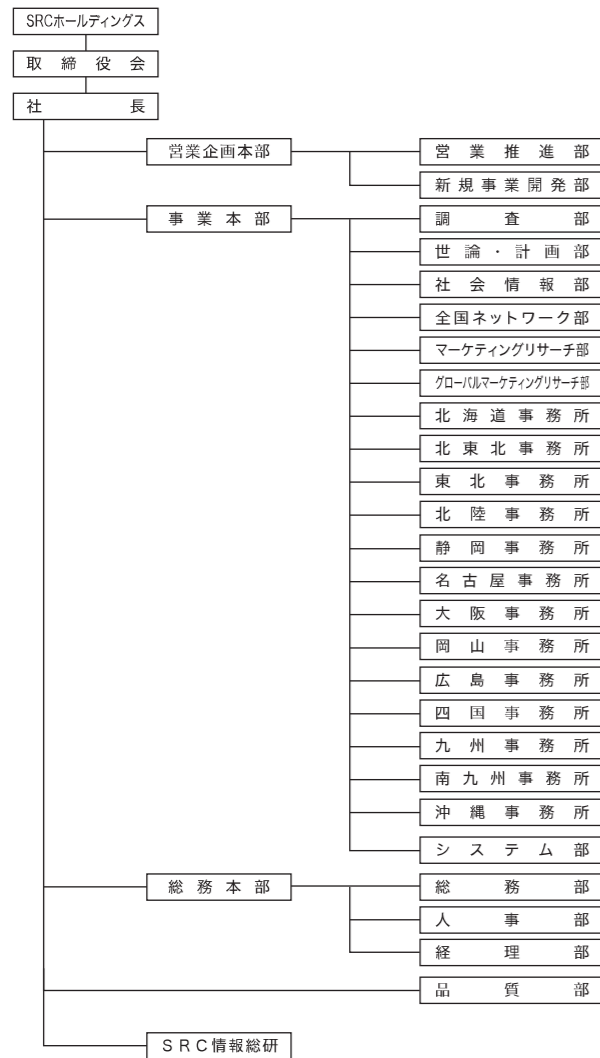 SRCホールディングス
取締役会
社長
営業企画本部
営業推進部
新規事業開発部
事業本部
調査部
世論・計画部
社会情報部
全国ネットワーク部
マーケティングリサーチ部
グローバルマーケティングリサーチ部
北海道事務所
北東北事務所
東北事務所
北陸事務所
静岡事務所
名古屋事務所
大阪事務所
岡山事務所
広島事務所
四国事務所
九州事務所
南九州事務所
沖縄事務所
システム部
総務本部
総務部
人事部
経理部
品質部
SRC情報総研